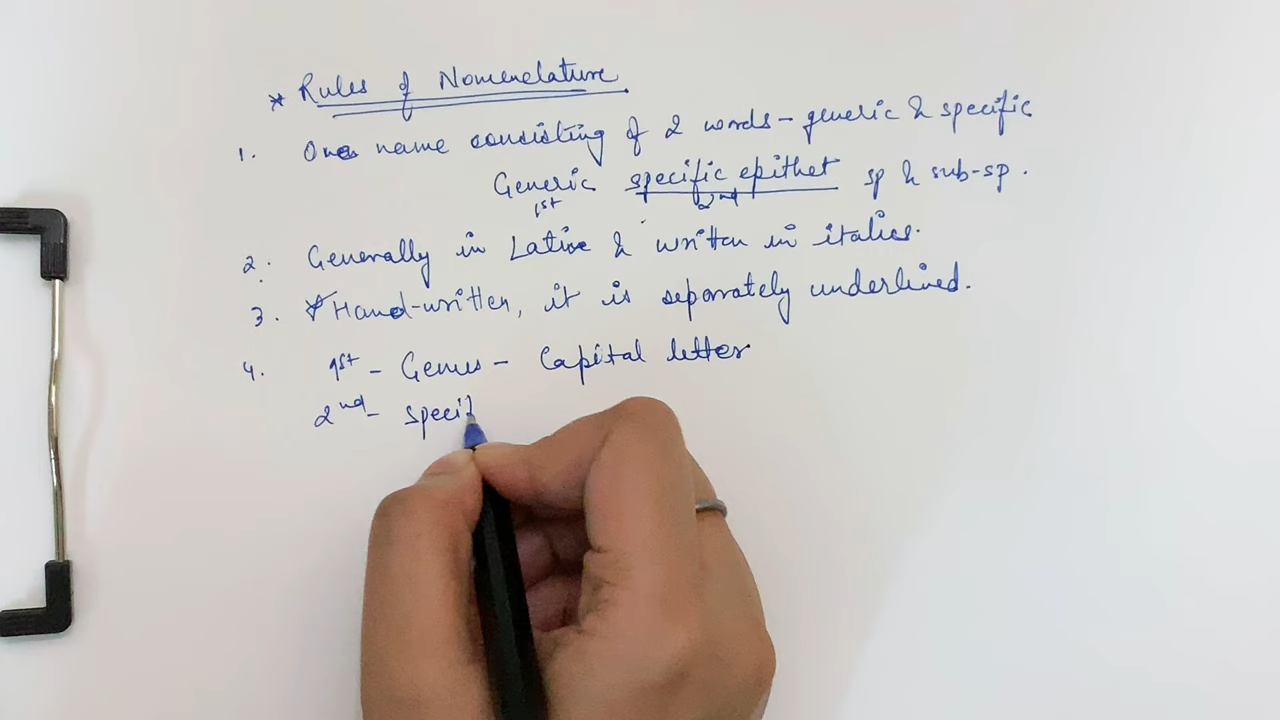 * Rules of Nomenclature
1. One name consisting of 2 words - generic & specific
Generic specific epithet sp & sub-sp.
1st 2nd
2. Generally in Latin & written in italics.
3. Hand-written, it is separately underlined.
4. 1st - Genus - Capital letter
2nd - speci